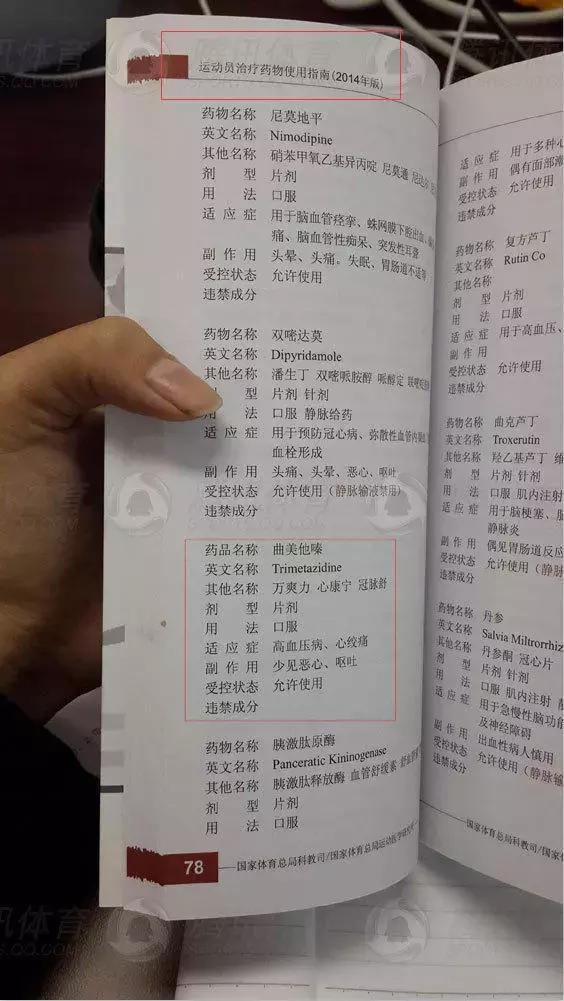 运动员治疗药物使用指南(2014年版)
药物名称 尼莫地平
英文名称 Nimodipine
其他名称 硝苯甲氧乙基异丙啶 尼莫通
剂 型 片剂
用 法 口服
适 应 症 用于脑血管痉挛、蛛网膜下腔出血、
痛、脑血管性痴呆、突发性耳聋
副 作 用 头晕、头痛。失眠、胃肠道不适等
受控状态 允许使用
违禁成分
药物名称 双嘧达莫
英文名称 Dipyridamole
其他名称 潘生丁 双嘧哌胺醇 哌醇定
型 片剂 针剂
用 法 口服 静脉给药
适 应 症 用于预防冠心病、弥散性血管内凝血
血栓形成
副 作 用 头痛、头晕、恶心、呕吐
受控状态 允许使用(静脉输液禁用)
违禁成分
药品名称 曲美他嗪
英文名称 Trimetazidine
其他名称 万爽力 心康宁 冠脉舒
剂 型 片剂
用 法 口服
适 应 症 高血压病、心绞痛
副 作 用 少见恶心、呕吐
受控状态 允许使用
违禁成分
药物名称 胰激肽原酶
英文名称 Panceratic Kininogenase
其他名称 胰激肽释放酶 血管舒缓素
剂 型 片剂
用 法 口服
78 国家体育总局科教司/国家体育总局运动医学研究所
适 应 症 用于多种心
副 作 用 偶有面部潮
受控状态 允许使用
违禁成分
药物名称 复方芦丁
英文名称 Rutin Co
其他名称
剂 型 片剂
用 法 口服
适 应 症 用于高血压、
副 作 用
受控状态 允许使用
违禁成分
药物名称 曲克芦丁
英文名称 Troxerutin
其他名称 羟乙基芦丁 维
剂 型 片剂 针剂
用 法 口服 肌内注射
适 应 症 用于脑梗塞、
静脉炎
副 作 用 偶见胃肠道反应
受控状态 允许使用(静脉
违禁成分
药物名称 丹参
英文名称 Salvia Miltrorrhiz
其他名称 丹参酮 冠心片
剂 型 片剂 针剂
用 法 口服 肌内注射
适 应 症 用于急慢性脑功能
及神经障碍
副 作 用 出血性病人慎用
受控状态 允许使用(静脉输
违禁成分
国家体育总局科教司/国家体
腾讯体育
SPORTS.QQ.COM